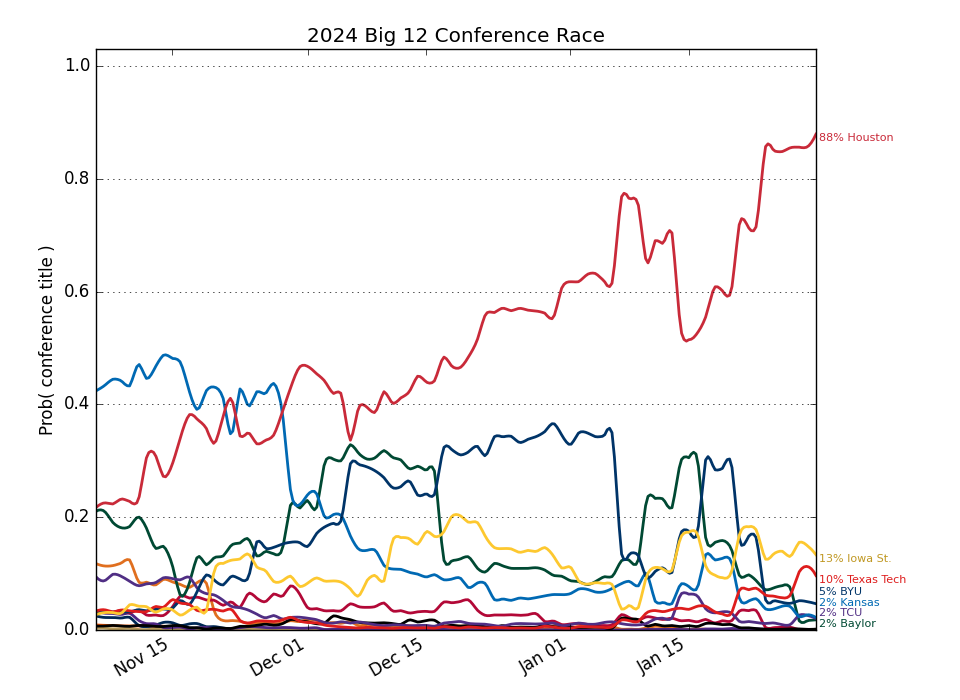 2024 Big 12 Conference Race
Prob( conference title )
1.0
0.8
0.6
0.4
0.2
0.0
Nov 15
Dec 01
Dec 15
Jan 01
Jan 15
88% Houston
13% Iowa St.
10% Texas Tech
5% BYU
2% Kansas
2% TCU
2% Baylor